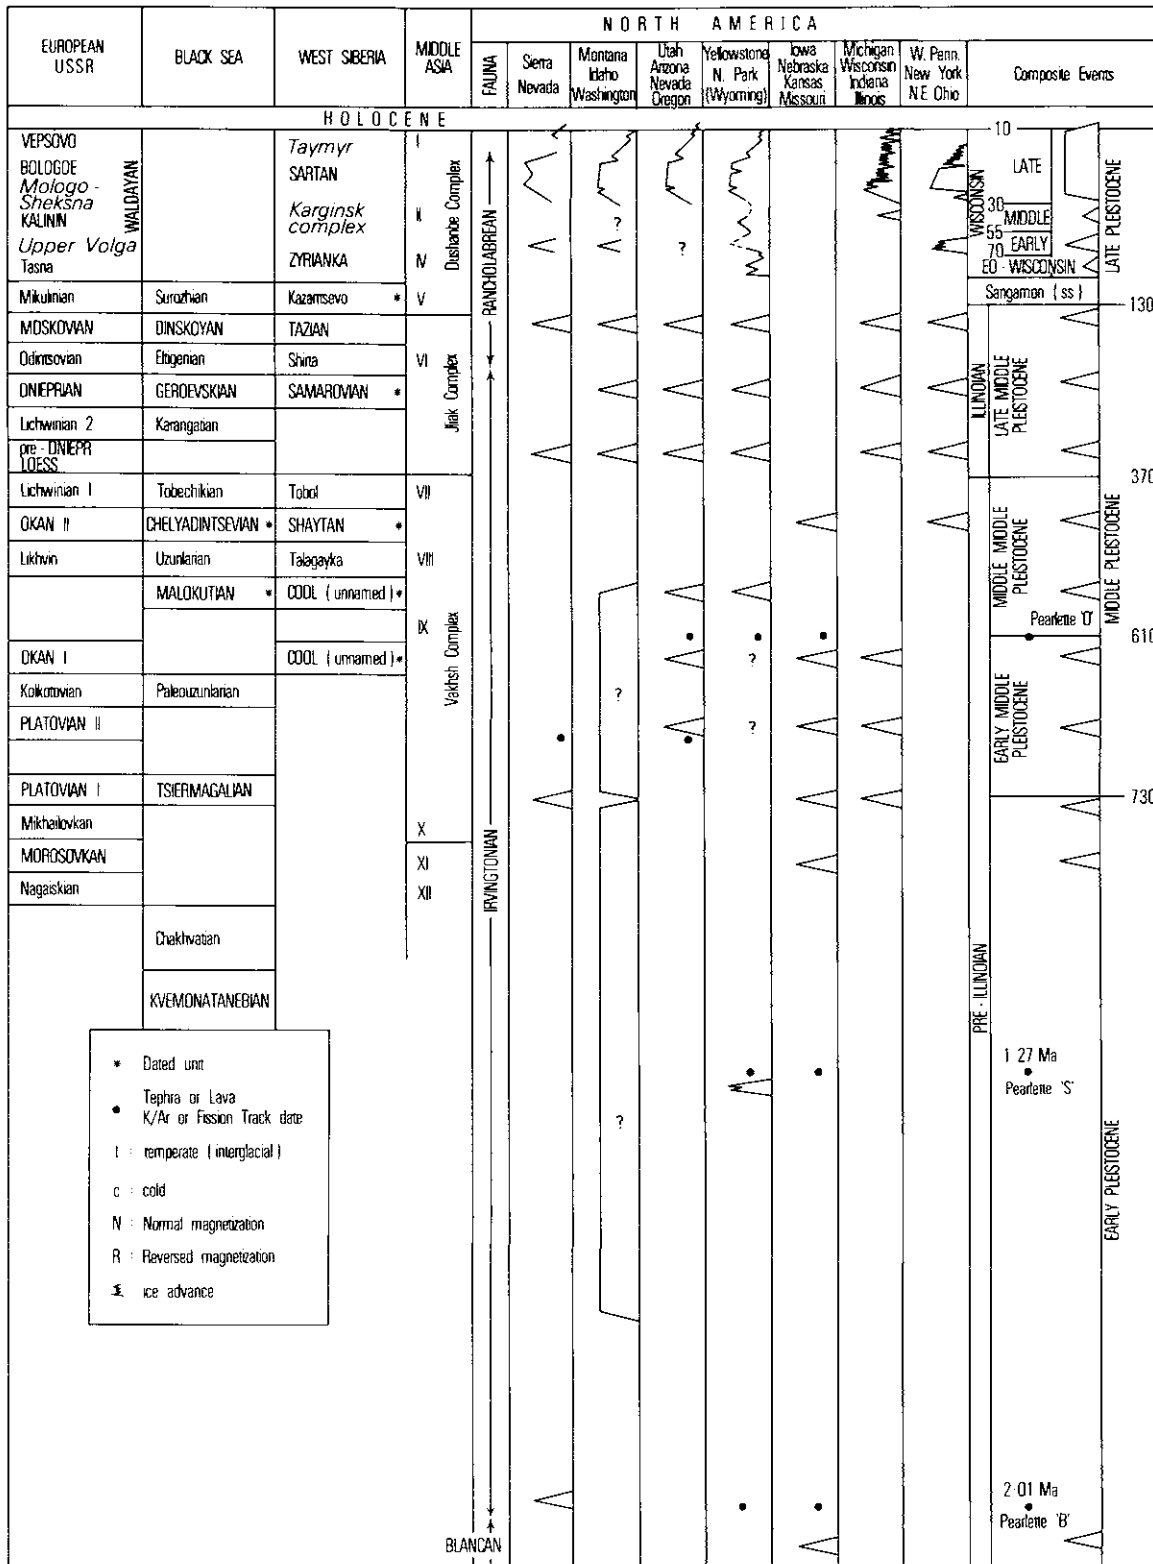 NORTH AMERICA
EUROPEAN
USSR
BLACK SEA
WEST SIBERIA
MIDDLE
ASIA
FAUNA
Sierra
Nevada
Montana
Idaho
Washington
Utah
Arizona
Nevada
Oregon
Yellowstone
N. Park
(Wyoming)
Iowa
Nebraska
Kansas
Missouri
Michigan
Wisconsin
Indiana
Illinois
W. Penn.
New York
N.E. Ohio
Composite Events
HOLOCENE
VEPSOVO
BOLOGOE
Mologo -
Sheksna
KALININ
Upper Volga
Tasna
WALDAYAN
Mikulinian
MOSKOVIAN
Odintsovian
DNIEPRIAN
Lichwinian 2
pre - DNIEPR
LOESS
Lichwinian I
OKAN II
Likhvin
OKAN I
Kolkotovian
PLATOVIAN II
PLATOVIAN I
Mikhailovkan
MOROSOVKAN
Nagaiskian
Surozhian
DINSKOYAN
Eltigenian
GEROEVSKIAN
Karangatian
Tobechikian
CHELYADINTSEVIAN *
Uzunlarian
MALOKUTIAN *
Paleouzunlarian
TSIERMAGALIAN
Chakhvatian
KVEMONATANEBIAN
Taymyr
SARTAN
Karginsk
complex
ZYRIANKA
Kazantsevo *
TAZIAN
Shirta
SAMAROVIAN *
Tobol
SHAYTAN *
Talagayka
COOL ( unnamed ) *
COOL ( unnamed ) *
I
II
IV
V
VI
VII
VIII
IX
X
XI
XII
Dushanbe Complex
Jliak Complex
Vakhsh Complex
RANCHOLABREAN
IRVINGTONIAN
BLANCAN
?
?
?
?
?
?
10
LATE
30
MIDDLE
55
EARLY
70
EO - WISCONSIN
WISCONSIN
Sangamon ( ss )
ILLINOIAN
PRE - ILLINOIAN
LATE PLEISTOCENE
130
LATE MIDDLE
PLEISTOCENE
370
MIDDLE MIDDLE
PLEISTOCENE
MIDDLE PLEISTOCENE
Pearlette 'O'
610
EARLY MIDDLE
PLEISTOCENE
730
1·27 Ma
Pearlette 'S'
EARLY PLEISTOCENE
2·01 Ma
Pearlette 'B'
* Dated unit
● Tephra or Lava
K/Ar or Fission Track date
t : temperate ( interglacial )
c : cold
N : Normal magnetization
R : Reversed magnetization
ice advance